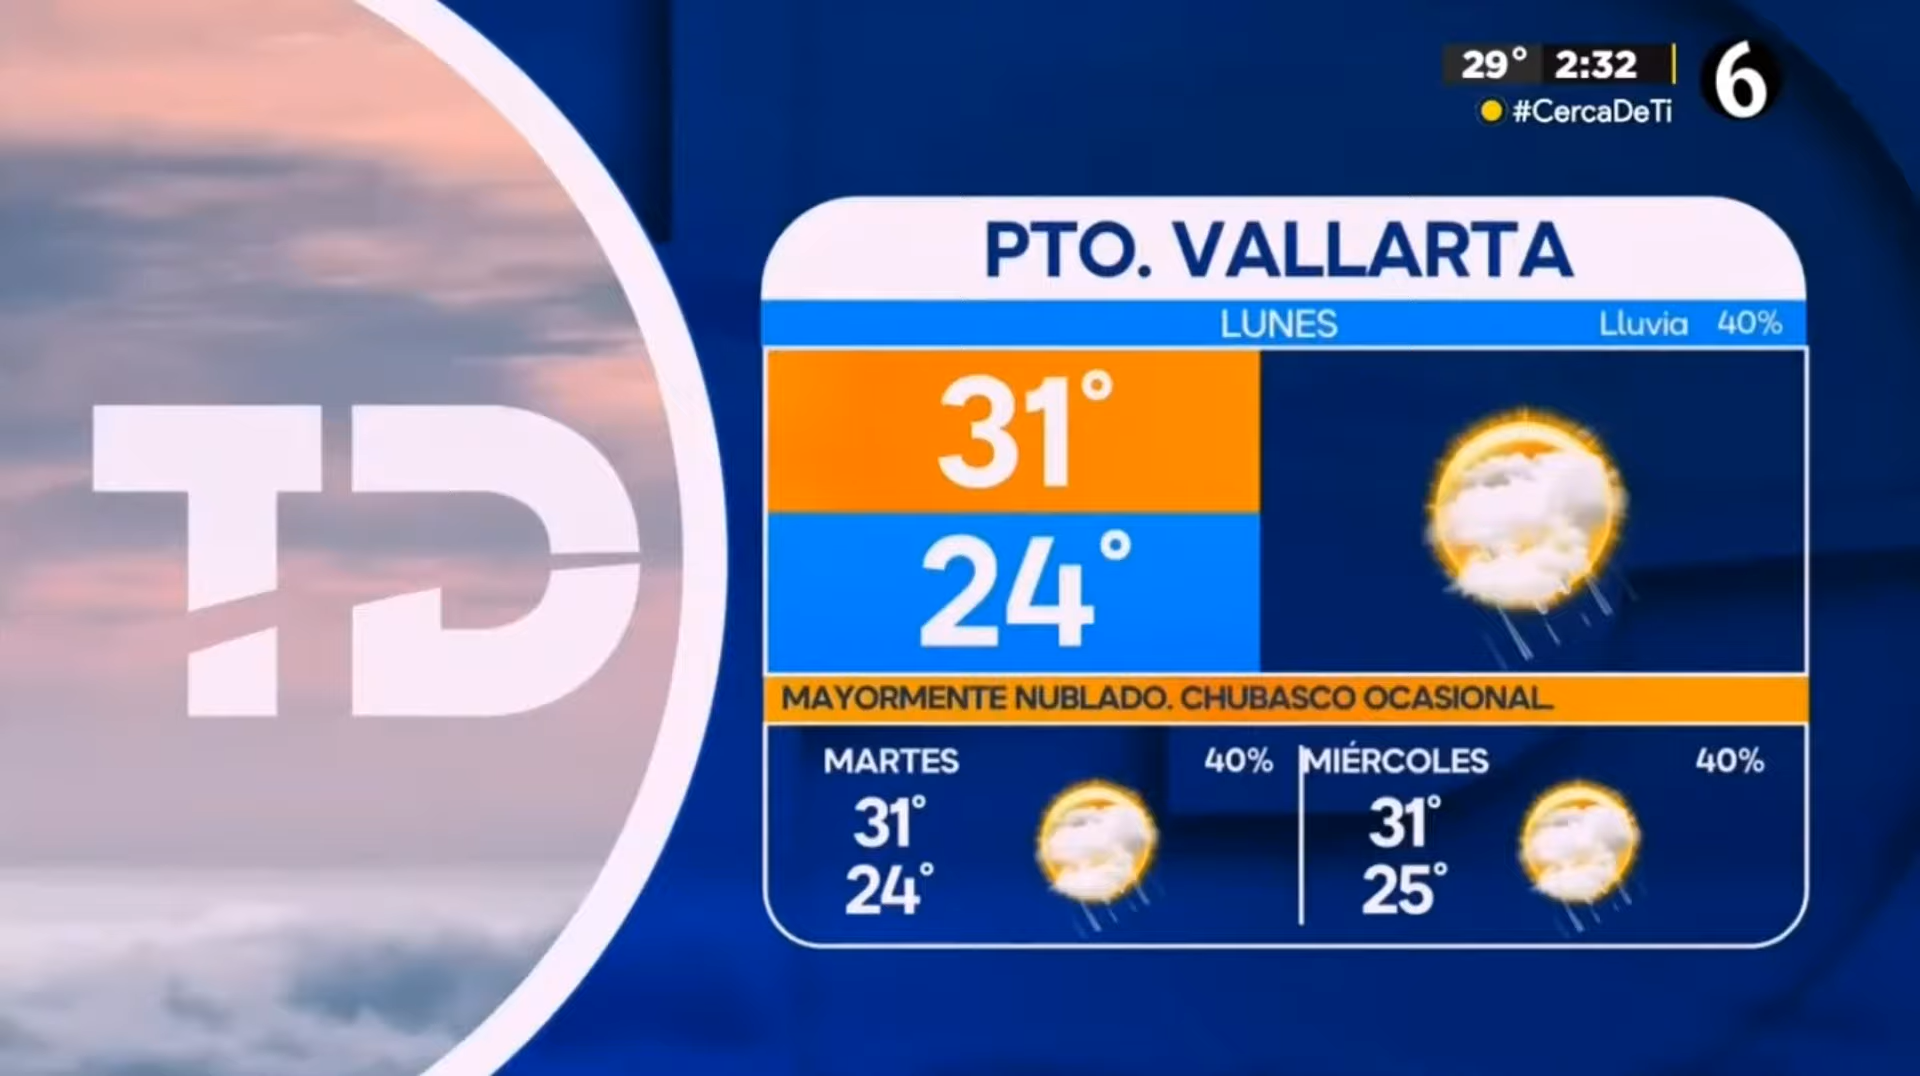 29° 2:32
#CercaDeTi
6
TD
PTO. VALLARTA
LUNES Lluvia 40%
31°
24°
MAYORMENTE NUBLADO. CHUBASCO OCASIONAL.
MARTES 40%
31°
24°
MIÉRCOLES 40%
31°
25°